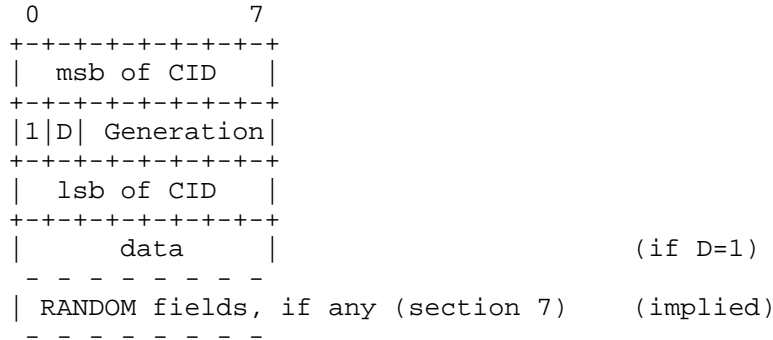 0                       7
+-+-+-+-+-+-+-+-+
|   msb of CID    |
+-+-+-+-+-+-+-+-+
|1|D| Generation|
+-+-+-+-+-+-+-+-+
|   lsb of CID    |
+-+-+-+-+-+-+-+-+
|       data      |                       (if D=1)
 - - - - - - - -
| RANDOM fields, if any (section 7)    (implied)
 - - - - - - - -